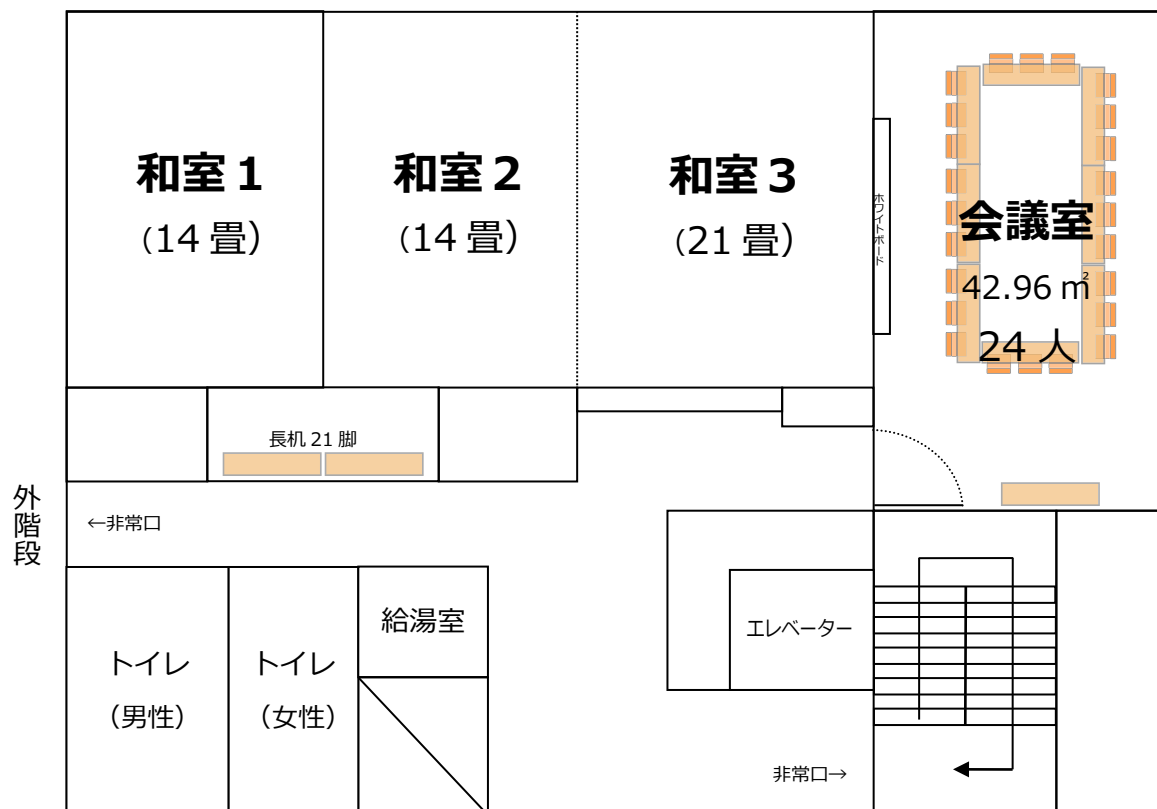 和室１
(14 畳)
和室２
(14 畳)
和室３
(21 畳)
ホワイトボード
会議室
42.96 ㎡
24 人
長机 21 脚
外階段
←非常口
給湯室
トイレ
(男性)
トイレ
(女性)
エレベーター
非常口→